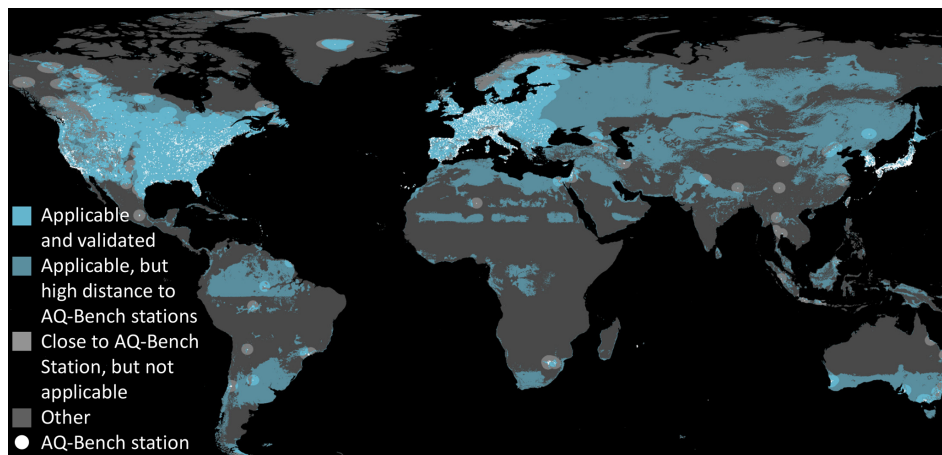 Applicable
and validated
Applicable, but
high distance to
AQ-Bench stations
Close to AQ-Bench
Station, but not
applicable
Other
AQ-Bench station